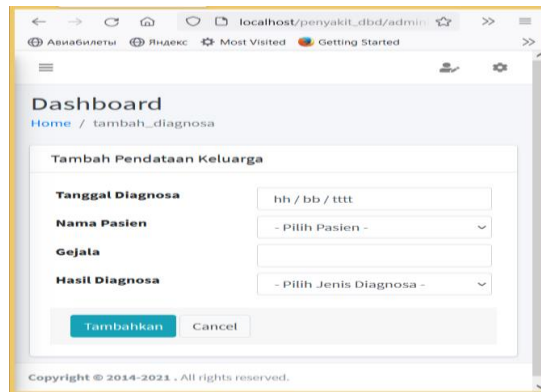 localhost/penyakit_dbd/admin
Авиабилеты Яндекс Most Visited Getting Started
Dashboard
Home / tambah_diagnosa
Tambah Pendataan Keluarga
Tanggal Diagnosa hh / bb / tttt
Nama Pasien - Pilih Pasien -
Gejala
Hasil Diagnosa - Pilih Jenis Diagnosa -
Tambahkan Cancel
Copyright © 2014-2021 . All rights reserved.